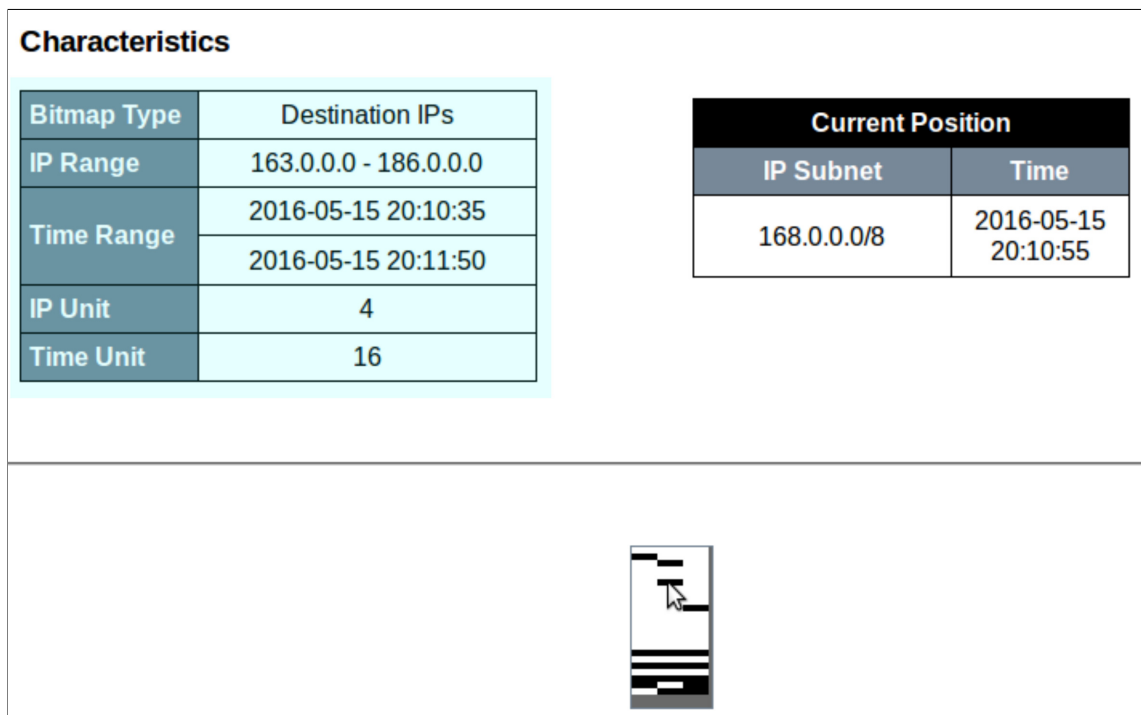 Characteristics
Bitmap Type Destination IPs
IP Range 163.0.0.0 - 186.0.0.0
Time Range 2016-05-15 20:10:35
2016-05-15 20:11:50
IP Unit 4
Time Unit 16
Current Position
IP Subnet Time
168.0.0.0/8 2016-05-15
20:10:55